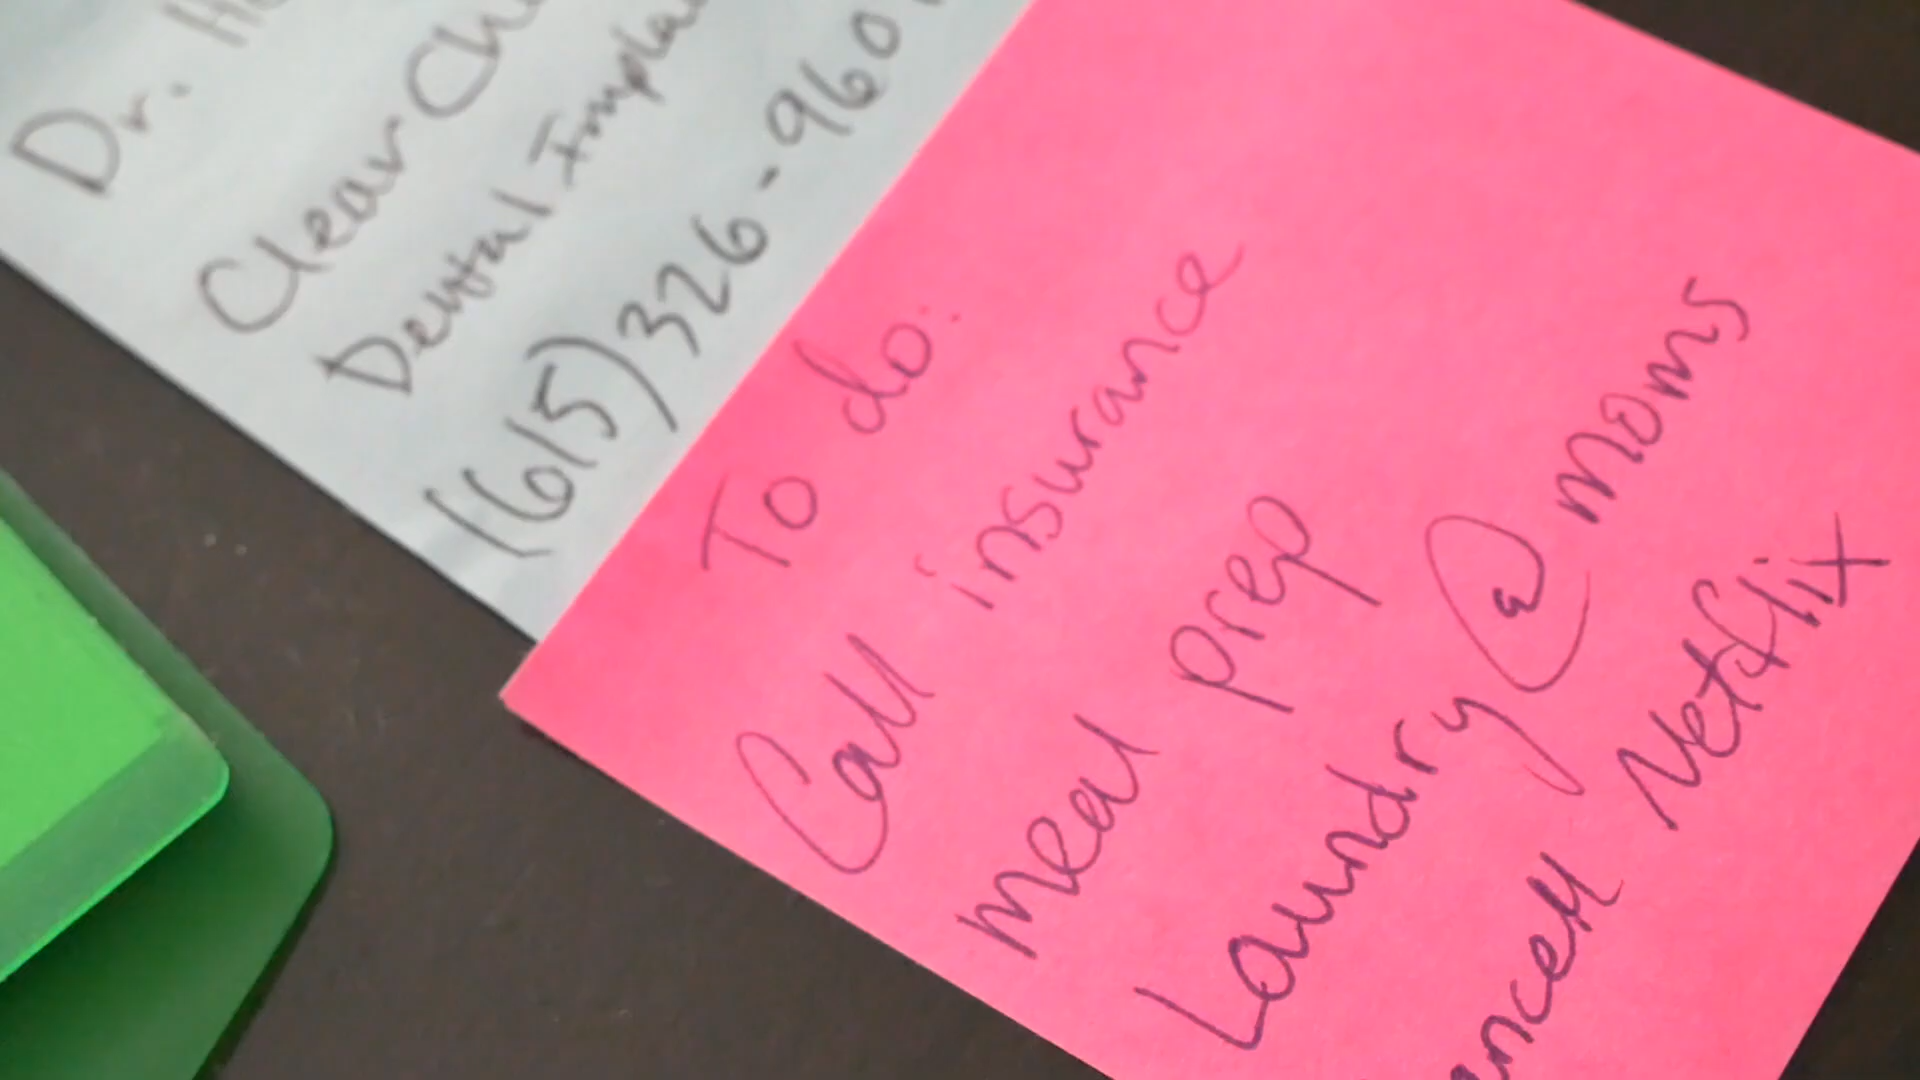 Dr.
Clear
Dental
(615) 326-960
To do:
Call insurance
meal prep
Laundry @ moms
Netflix